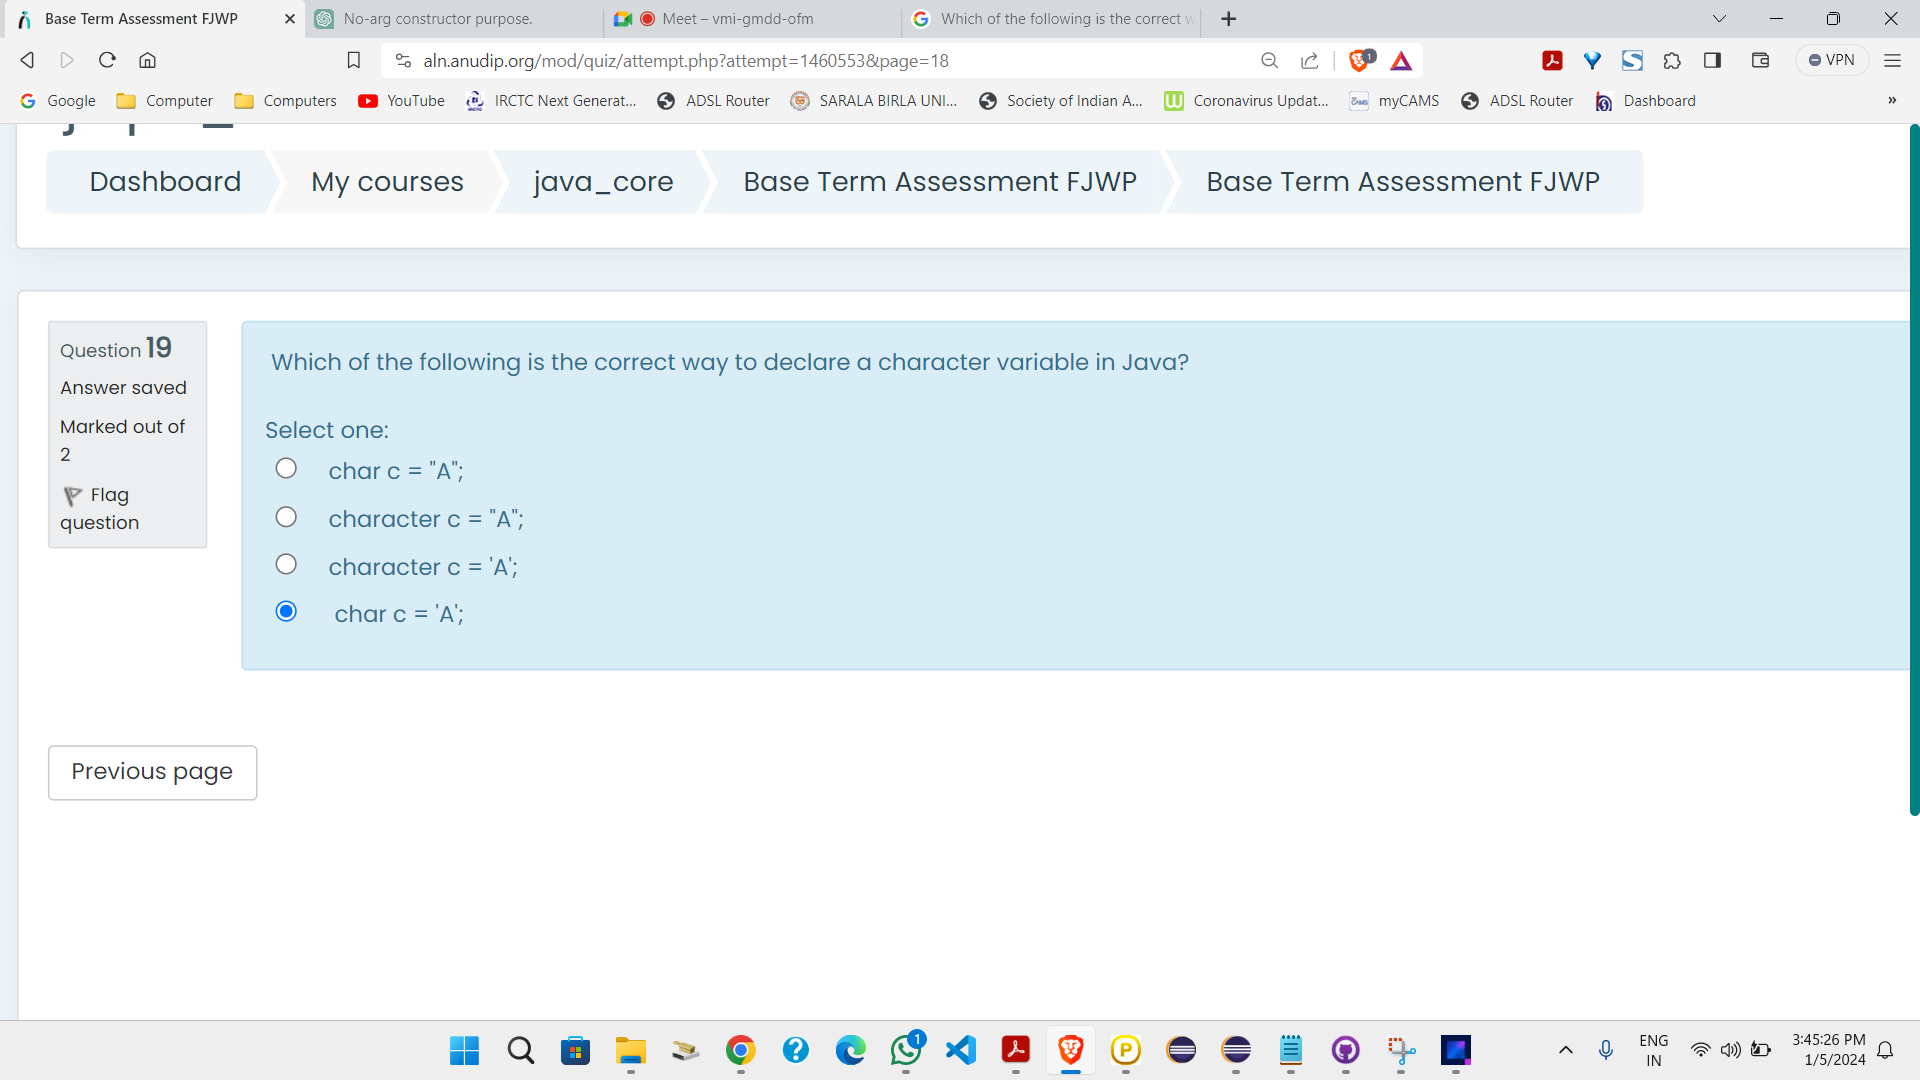 Base Term Assessment FJWP
No-arg constructor purpose.
Meet – vmi-gmdd-ofm
Which of the following is the correct w
aln.anudip.org/mod/quiz/attempt.php?attempt=1460553&page=18
1
VPN
Google
Computer
Computers
YouTube
IRCTC Next Generat...
ADSL Router
SARALA BIRLA UNI...
Society of Indian A...
Coronavirus Updat...
myCAMS
ADSL Router
Dashboard
»
Dashboard
My courses
java_core
Base Term Assessment FJWP
Base Term Assessment FJWP
Question 19
Answer saved
Marked out of
2
Flag
question
Which of the following is the correct way to declare a character variable in Java?
Select one:
char c = "A";
character c = "A";
character c = 'A';
char c = 'A';
Previous page
1
ENG
IN
3:45:26 PM
1/5/2024